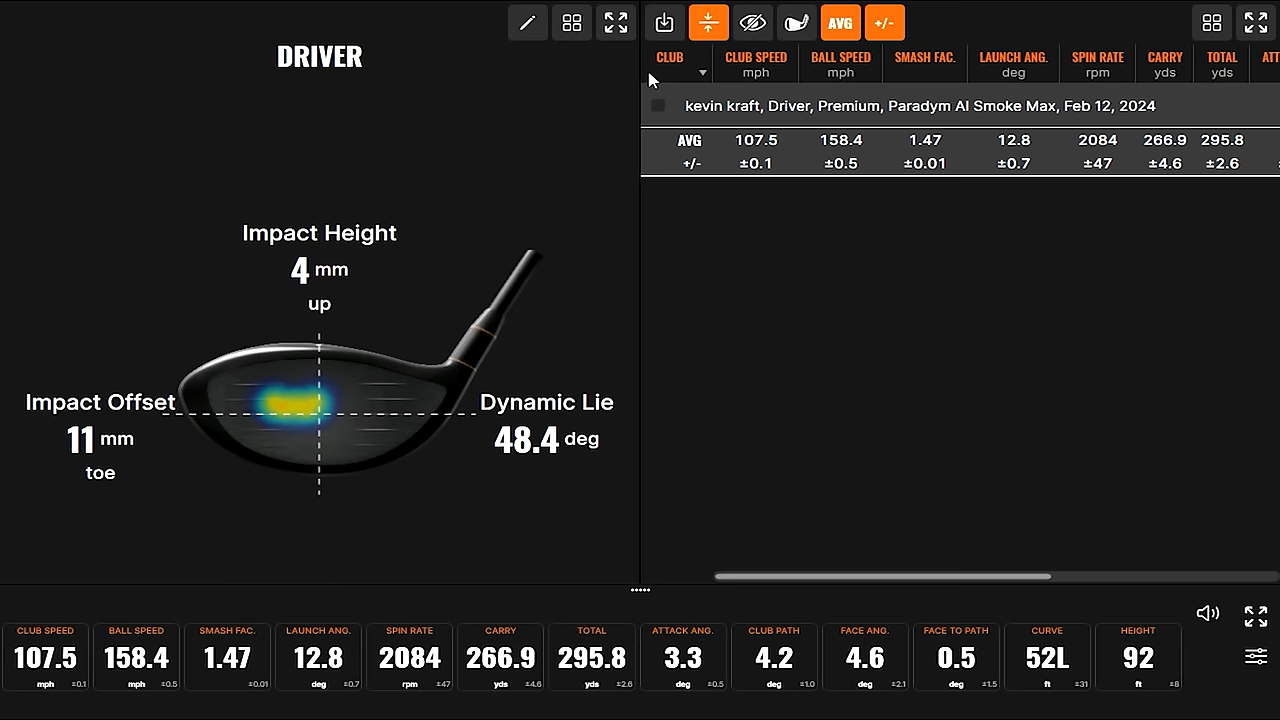 DRIVER
Impact Height
4 mm
up
Impact Offset
11 mm
toe
Dynamic Lie
48.4 deg
AVG +/-
CLUB CLUB SPEED BALL SPEED SMASH FAC. LAUNCH ANG. SPIN RATE CARRY TOTAL ATT
mph mph deg rpm yds yds
kevin kraft, Driver, Premium, Paradym AI Smoke Max, Feb 12, 2024
AVG 107.5 158.4 1.47 12.8 2084 266.9 295.8
+/- ±0.1 ±0.5 ±0.01 ±0.7 ±47 ±4.6 ±2.6
CLUB SPEED BALL SPEED SMASH FAC. LAUNCH ANG. SPIN RATE CARRY TOTAL ATTACK ANG. CLUB PATH FACE ANG. FACE TO PATH CURVE HEIGHT
107.5 158.4 1.47 12.8 2084 266.9 295.8 3.3 4.2 4.6 0.5 52L 92
mph ±0.1 mph ±0.5 ±0.01 deg ±0.7 rpm ±47 yds ±4.6 yds ±2.6 deg ±0.5 deg ±1.0 deg ±2.1 deg ±1.5 ft ±31 ft ±8